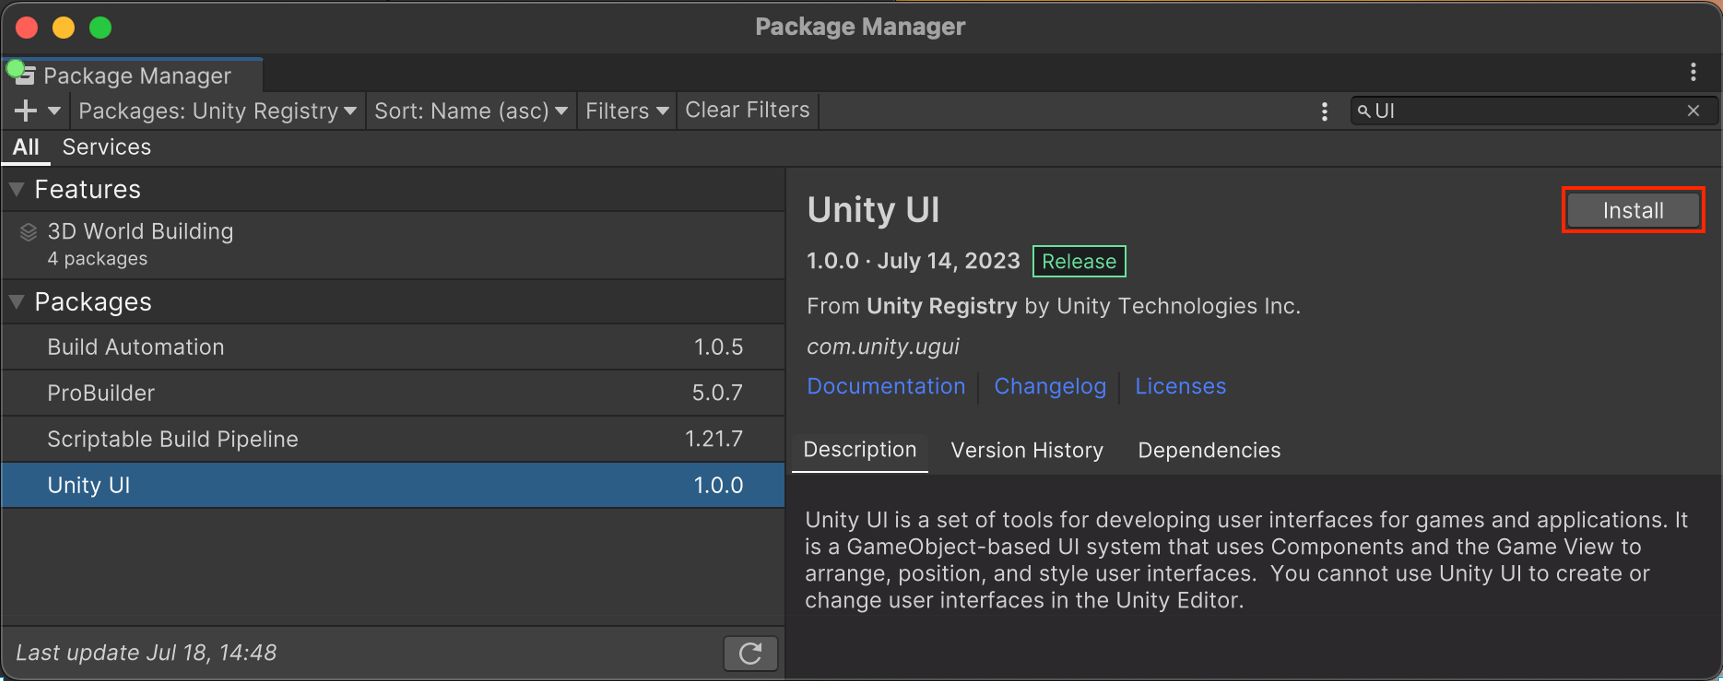 Package Manager
Package Manager
Packages: Unity Registry Sort: Name (asc) Filters Clear Filters UI
All Services
Features
3D World Building
4 packages
Packages
Build Automation 1.0.5
ProBuilder 5.0.7
Scriptable Build Pipeline 1.21.7
Unity UI 1.0.0
Last update Jul 18, 14:48
Unity UI Install
1.0.0 · July 14, 2023 Release
From Unity Registry by Unity Technologies Inc.
com.unity.ugui
Documentation Changelog Licenses
Description Version History Dependencies
Unity UI is a set of tools for developing user interfaces for games and applications. It
is a GameObject-based UI system that uses Components and the Game View to
arrange, position, and style user interfaces.  You cannot use Unity UI to create or
change user interfaces in the Unity Editor.